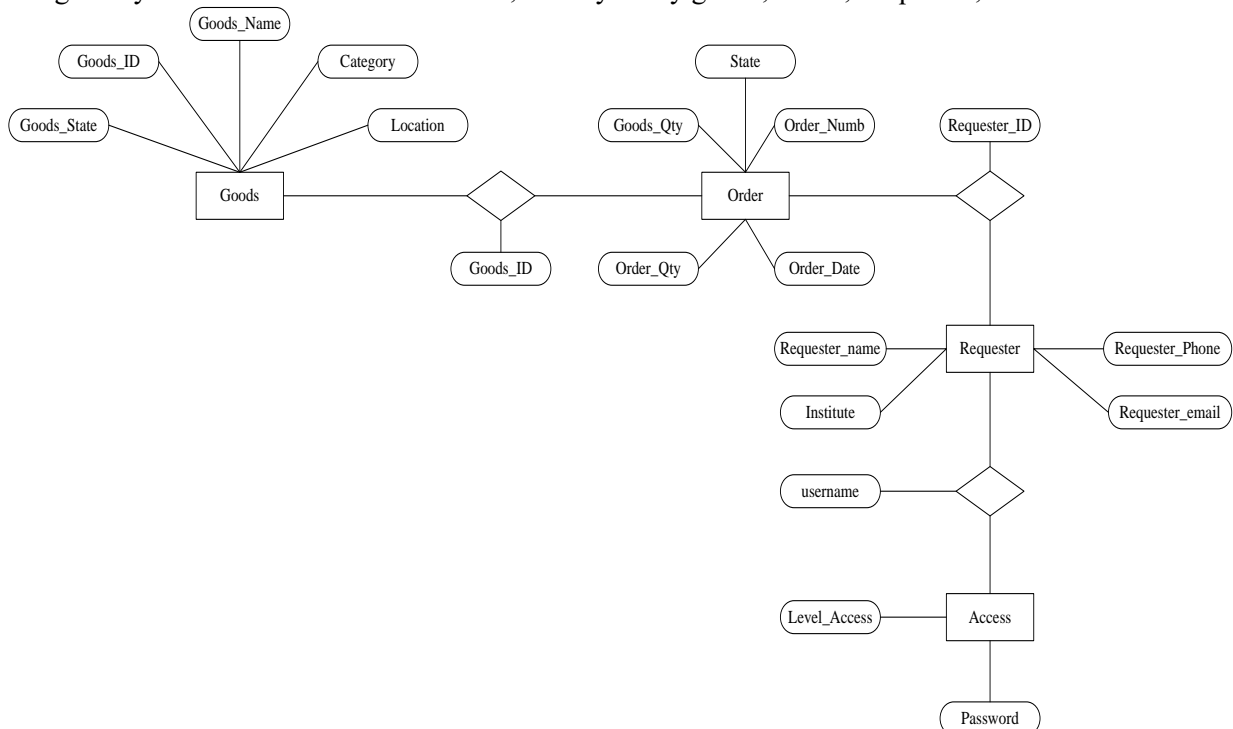 Goods_Name
Goods_ID
Category
State
Goods_State
Location
Goods_Qty
Order_Numb
Requester_ID
Goods
Order
Goods_ID
Order_Qty
Order_Date
Requester_name
Requester
Requester_Phone
Institute
Requester_email
username
Level_Access
Access
Password